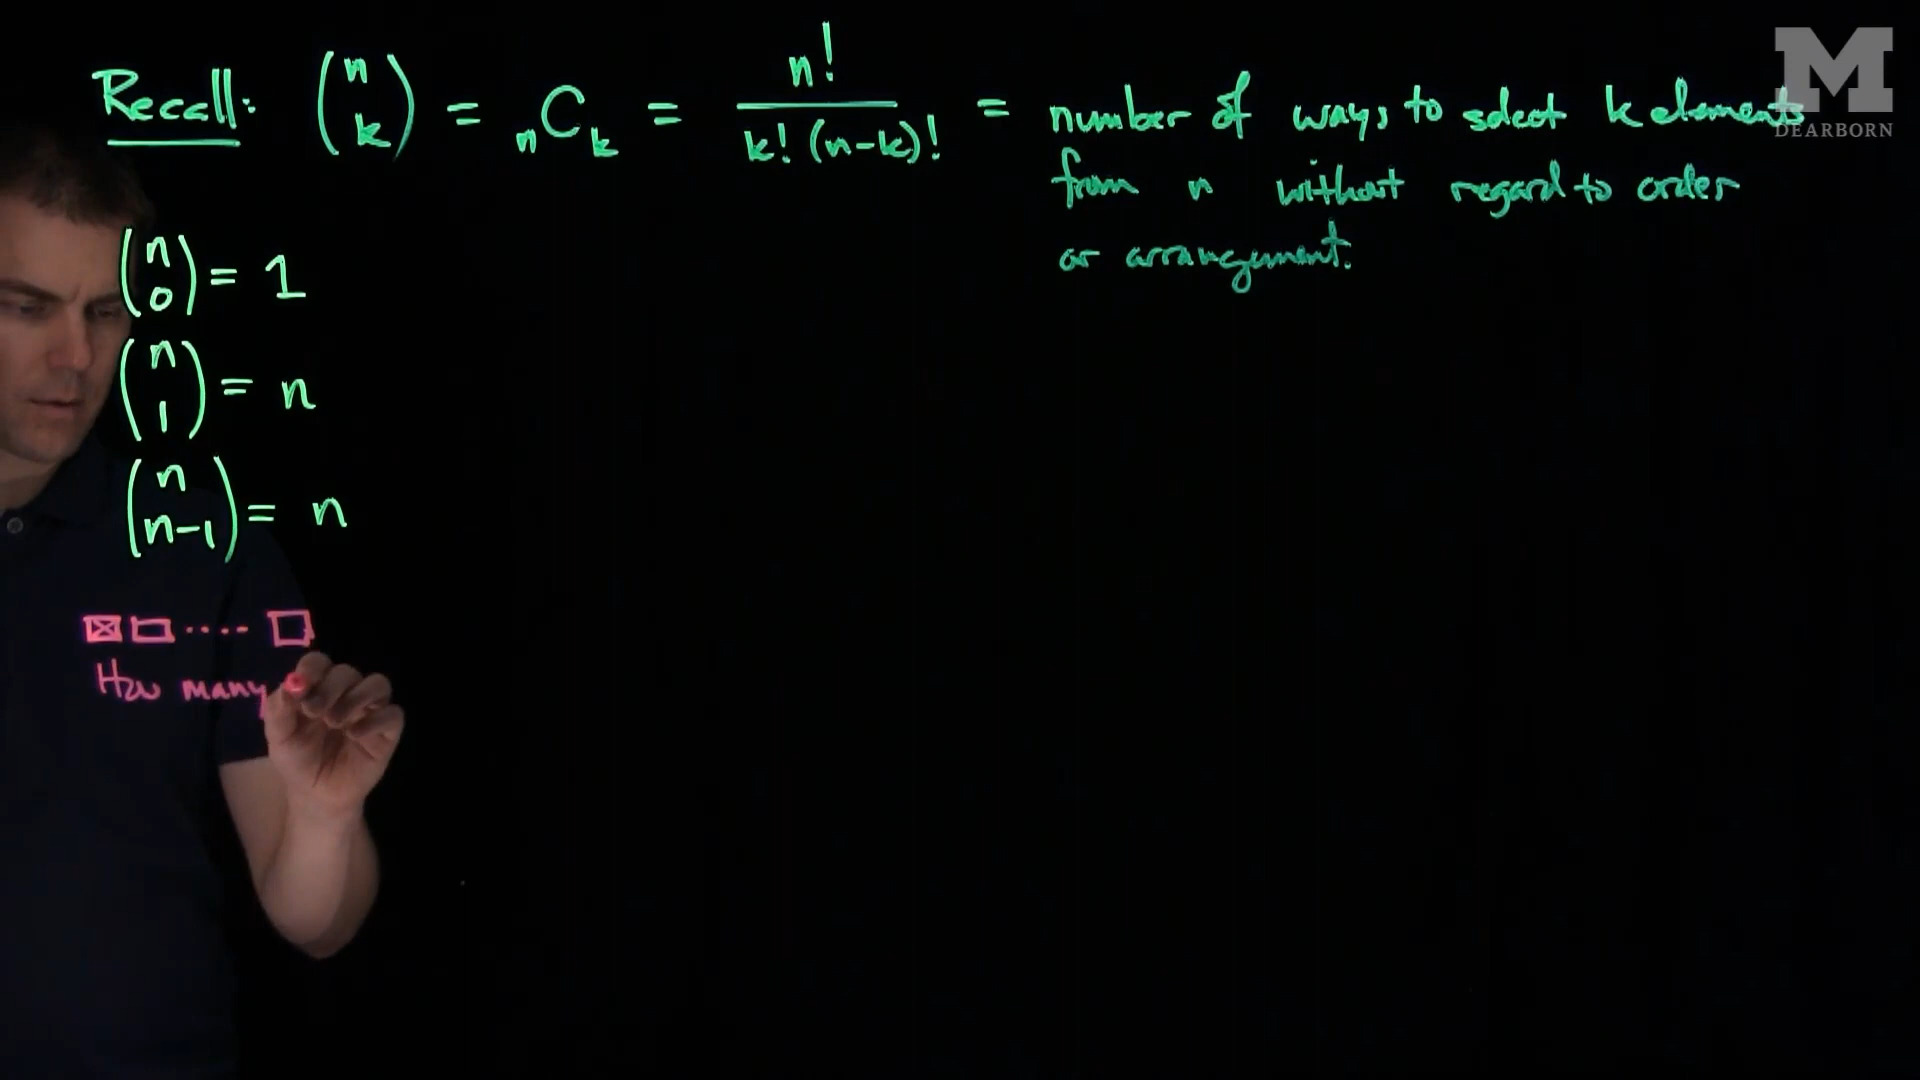 Recall: (n k) = nCk = n! / k! (n-k)! = number of ways to select k elements
from n without regard to order
or arrangement.
(n 0) = 1
(n 1) = n
(n n-1) = n
How many
M
DEARBORN